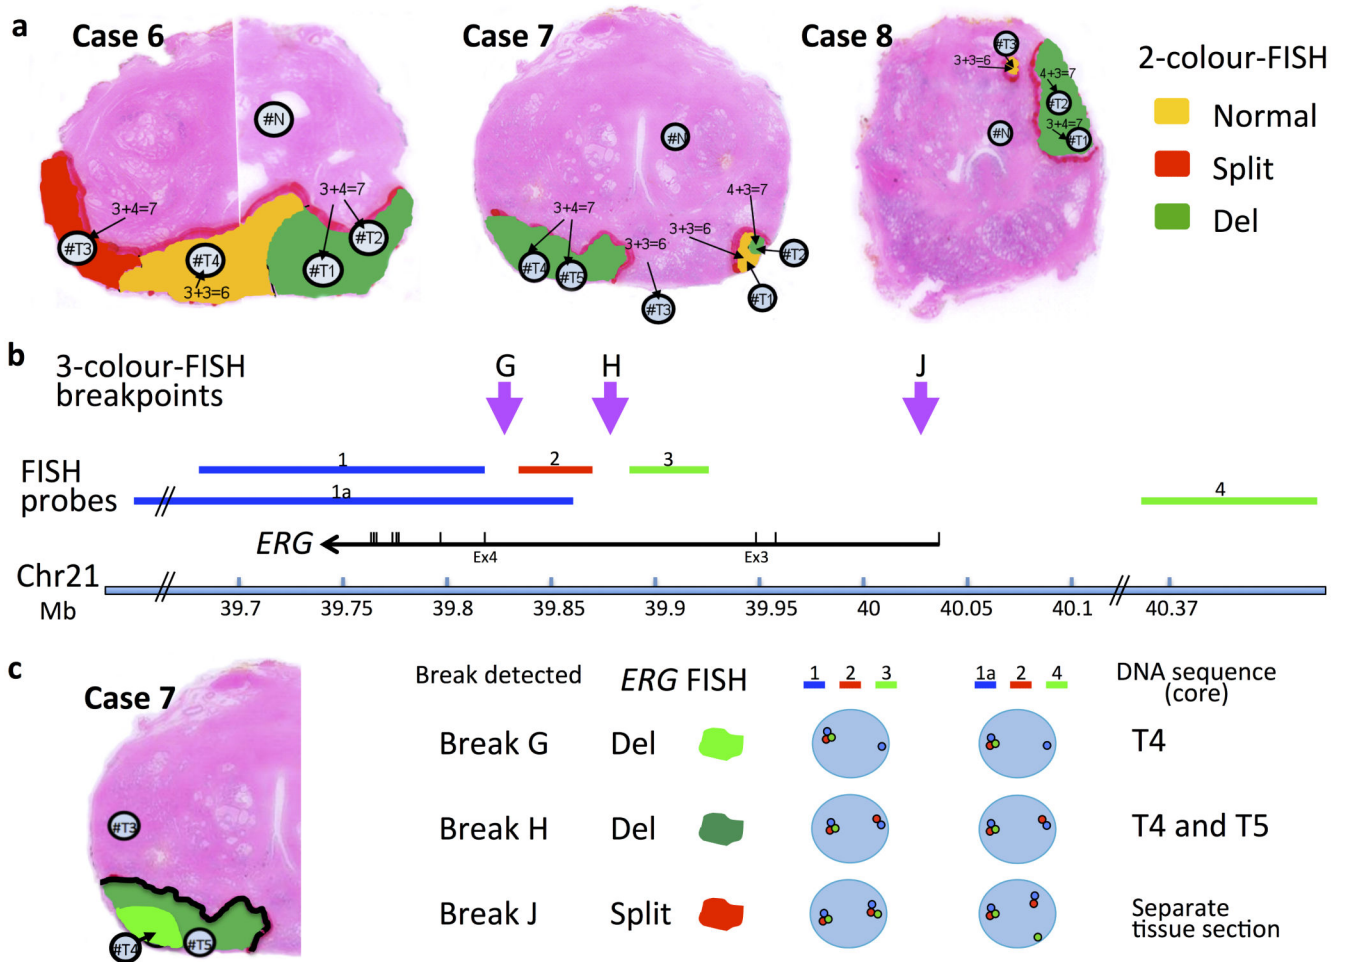 a
Case 6
#N
3+4=7
3+4=7
#T3
#T4
#T2
#T1
3+3=6
Case 7
#N
4+3=7
3+4=7
3+3=6
3+3=6
#T4
#T5
#T2
#T1
#T3
Case 8
#T3
3+3=6
4+3=7
#T2
3+4=7
#N
#T1
2-colour-FISH
Normal
Split
Del
b
3-colour-FISH
breakpoints
G H J
FISH
probes
1 2 3
1a 4
ERG
Ex4 Ex3
Chr21
Mb
39.7 39.75 39.8 39.85 39.9 39.95 40 40.05 40.1 40.37
c
Case 7
#T3
#T4
#T5
Break detected ERG FISH 1 2 3 1a 2 4 DNA sequence
(core)
Break G Del T4
Break H Del T4 and T5
Break J Split Separate
tissue section